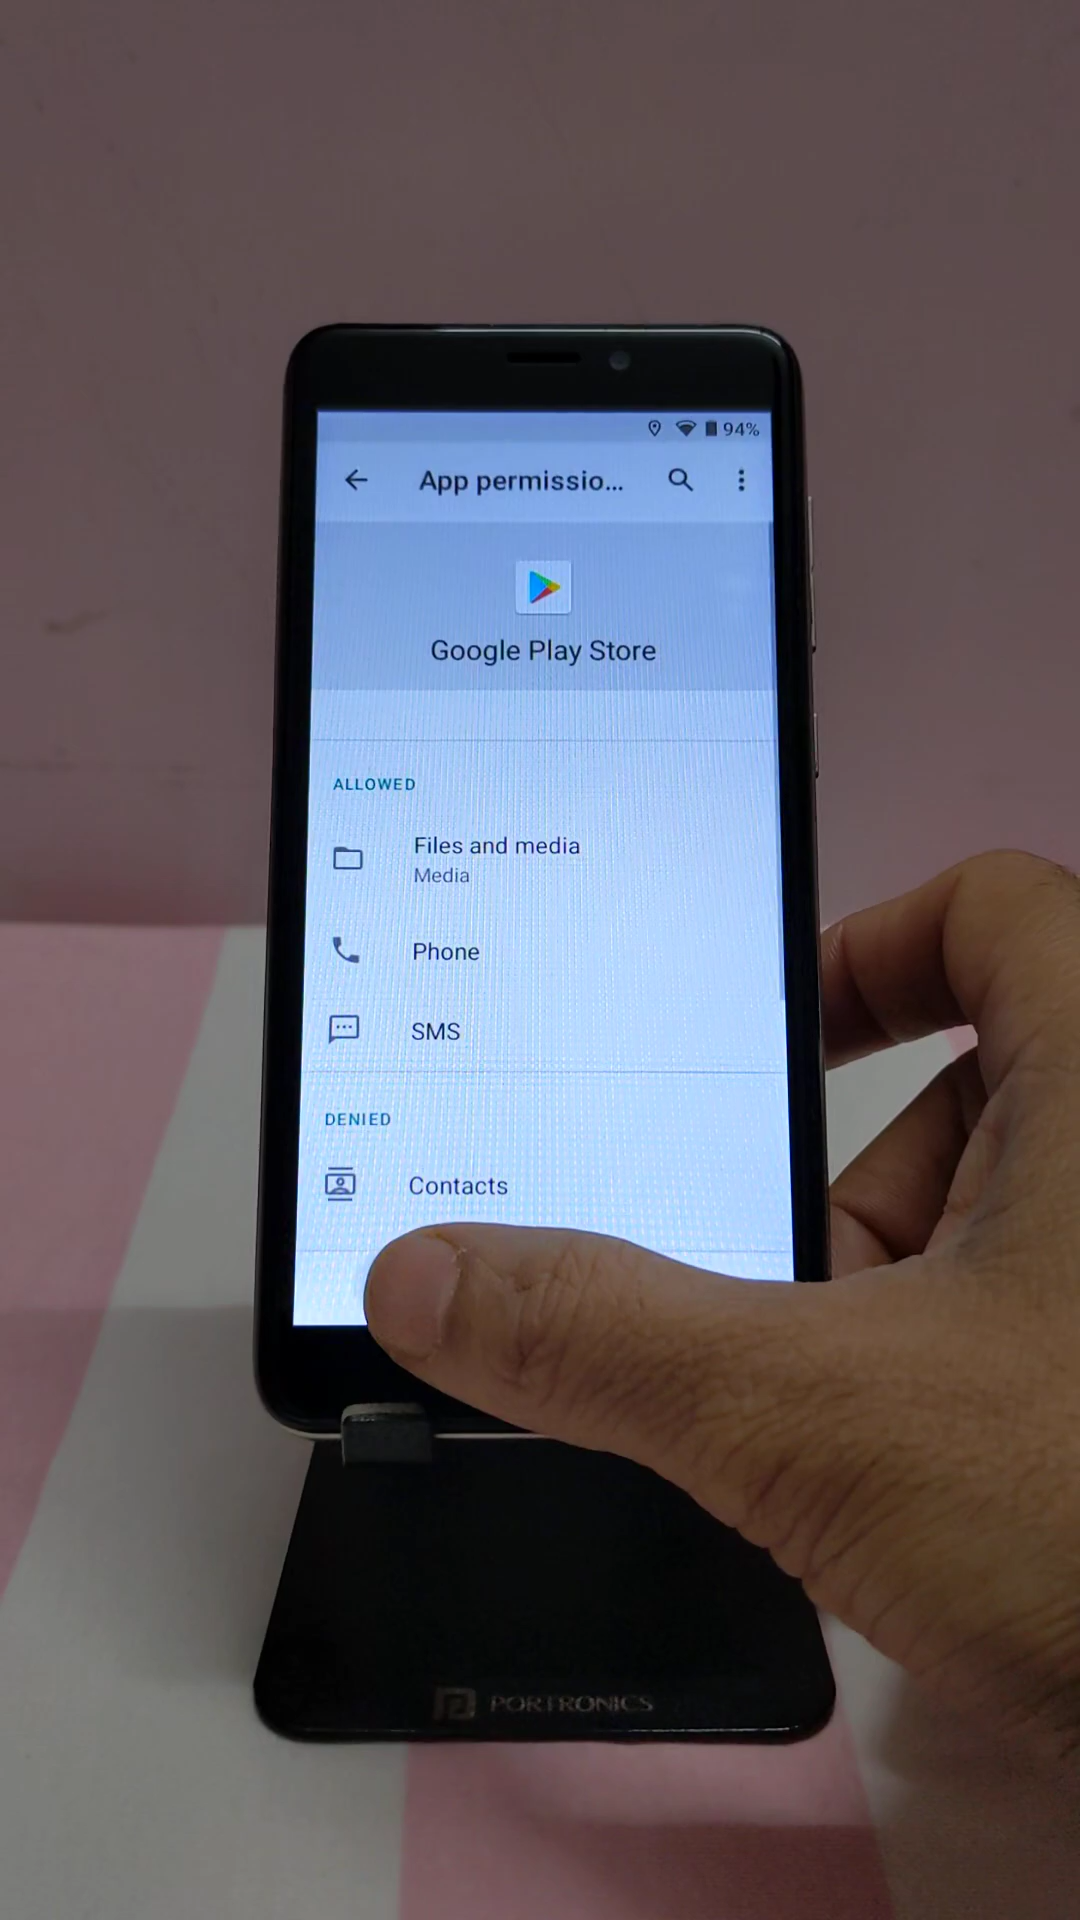 94%
App permissio...
Google Play Store
ALLOWED
Files and media
Media
Phone
SMS
DENIED
Contacts
PORTRONICS